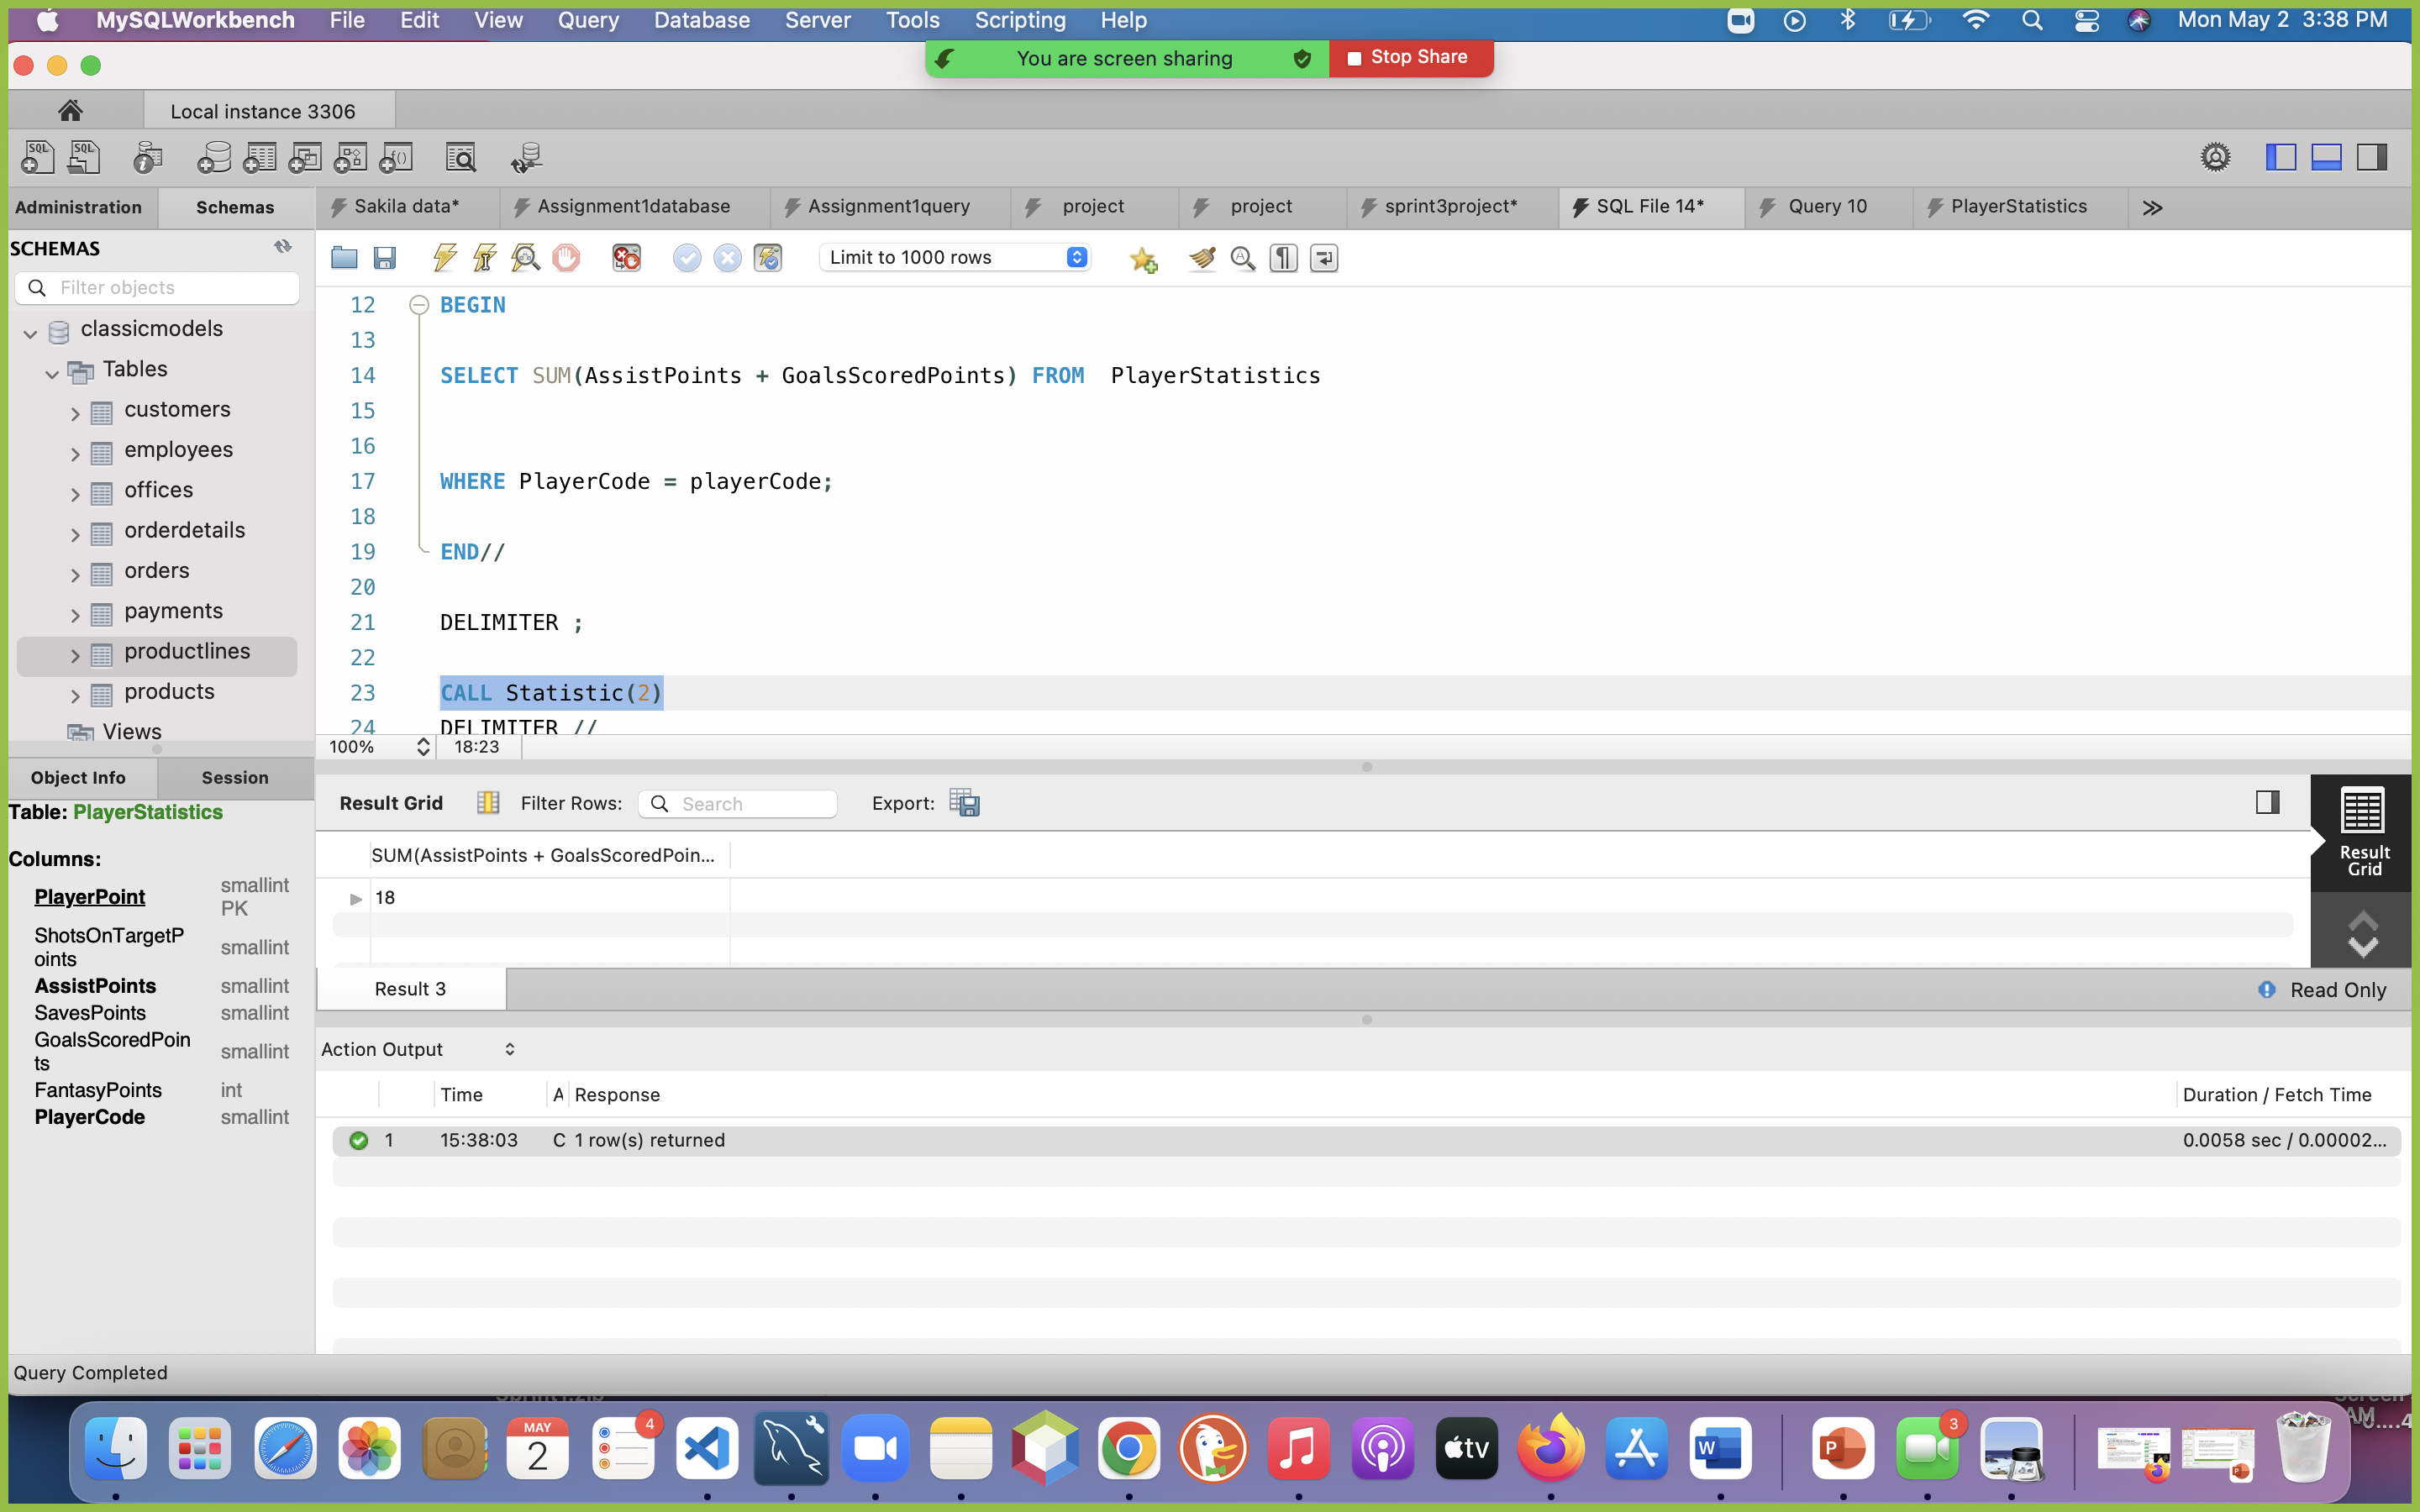 MySQLWorkbench File Edit View Query Database Server Tools Scripting Help Mon May 2 3:38 PM
You are screen sharing Stop Share
Local instance 3306
Administration Schemas Sakila data* Assignment1database Assignment1query project project sprint3project* SQL File 14* Query 10 PlayerStatistics
SCHEMAS
Limit to 1000 rows
Filter objects
classicmodels
Tables
customers
employees
offices
orderdetails
orders
payments
productlines
products
Views
12 BEGIN
13
14 SELECT SUM(AssistPoints + GoalsScoredPoints) FROM  PlayerStatistics
15
16
17 WHERE PlayerCode = playerCode;
18
19 END//
20
21 DELIMITER ;
22
23 CALL Statistic(2)
24 DELIMITER //
100% 18:23
Object Info Session
Table: PlayerStatistics
Columns:
PlayerPoint smallint
PK
ShotsOnTargetP
oints smallint
AssistPoints smallint
SavesPoints smallint
GoalsScoredPoin
ts smallint
FantasyPoints int
PlayerCode smallint
Result Grid Filter Rows: Search Export:
SUM(AssistPoints + GoalsScoredPoin...
18
Result
Grid
Result 3 Read Only
Action Output
Time A Response Duration / Fetch Time
1 15:38:03 C 1 row(s) returned 0.0058 sec / 0.00002...
Query Completed
MAY
2
4
tv
W
P
3